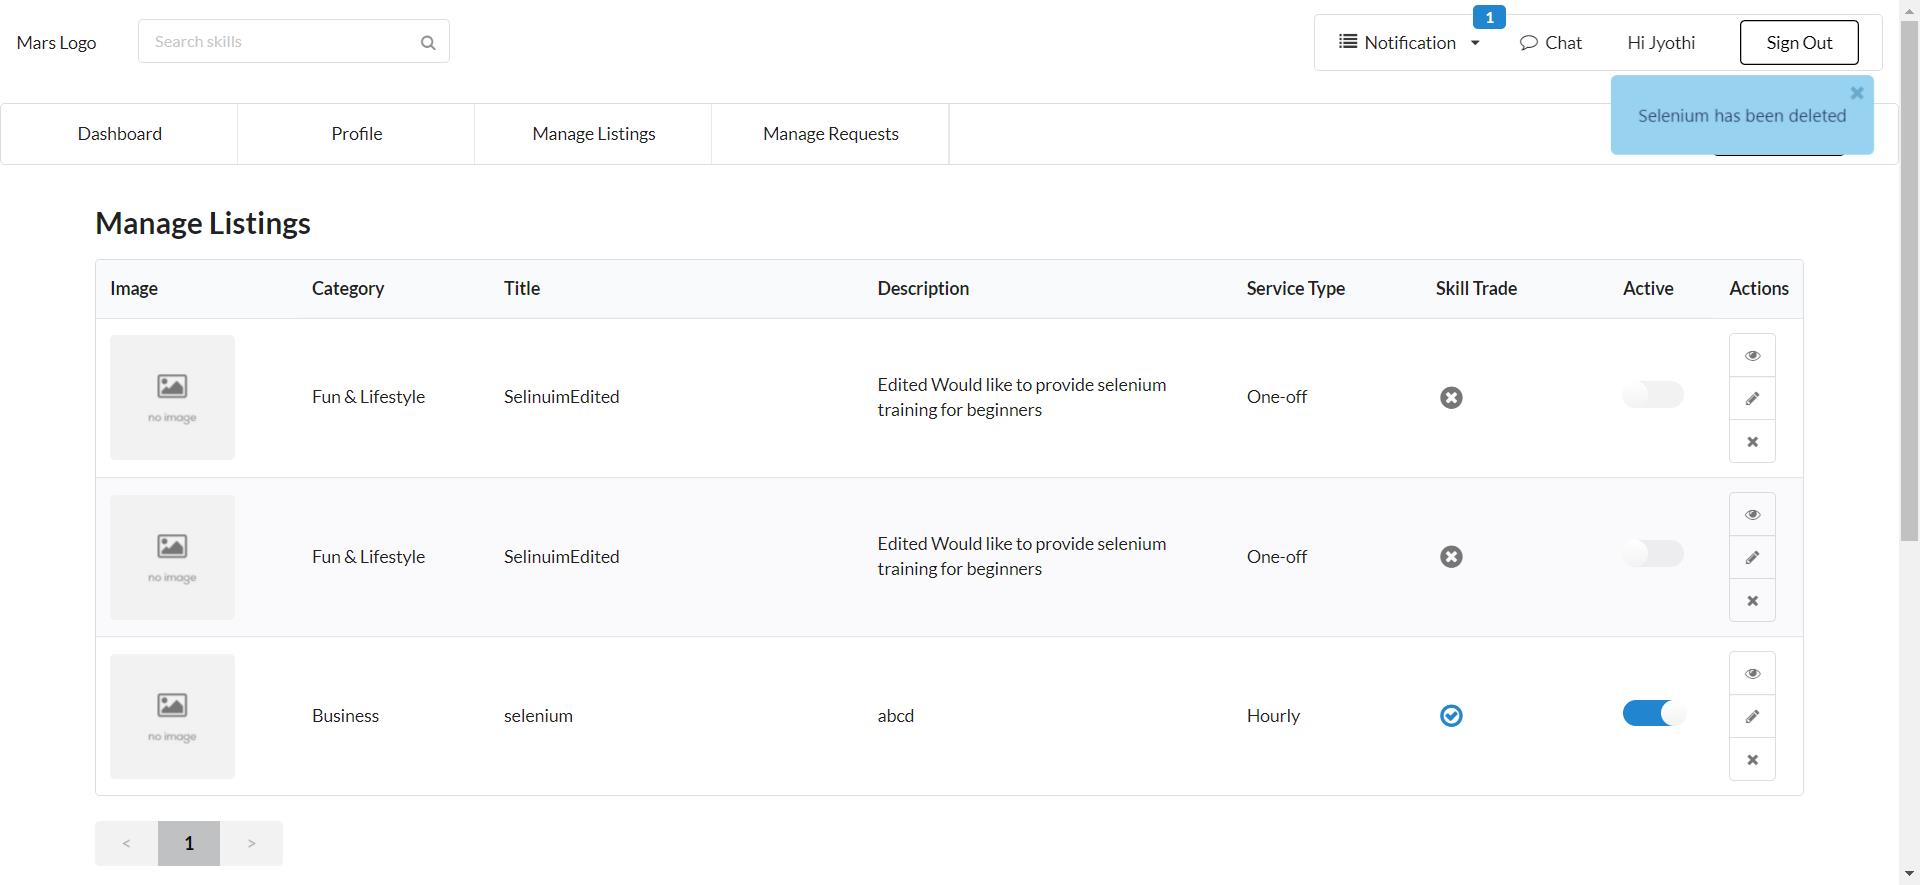 Mars Logo
Search skills
Notification
1
Chat
Hi Jyothi
Sign Out
Selenium has been deleted
Dashboard
Profile
Manage Listings
Manage Requests
Manage Listings
Image
Category
Title
Description
Service Type
Skill Trade
Active
Actions
no image
Fun & Lifestyle
SelinuimEdited
Edited Would like to provide selenium
training for beginners
One-off
no image
Fun & Lifestyle
SelinuimEdited
Edited Would like to provide selenium
training for beginners
One-off
no image
Business
selenium
abcd
Hourly
<
1
>